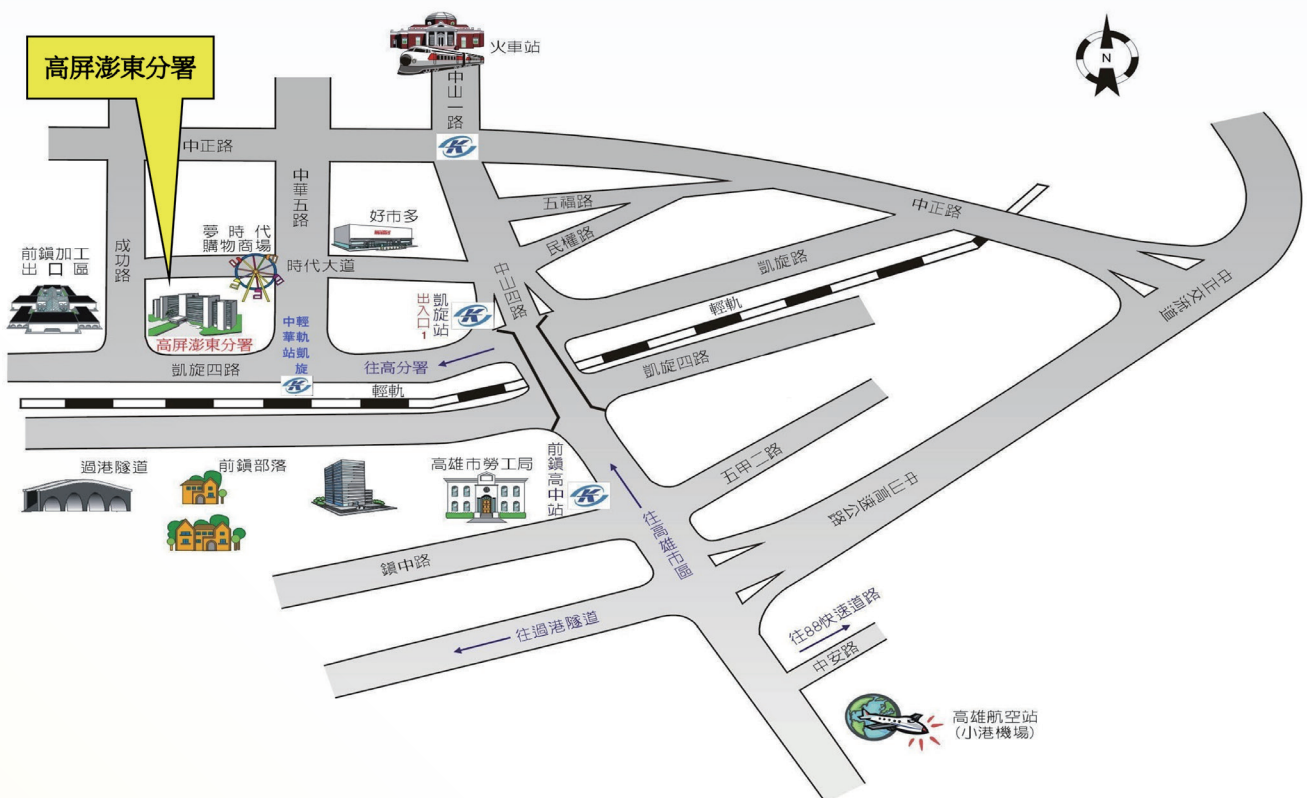 火車站
N
高屏澎東分署
中山一路
中正路
中華五路
五福路
中正路
好市多
民權路
夢時代
購物商場
成功路
前鎮加工
出口區
時代大道
中山四路
凱旋路
中正交流道
凱旋站
出入口1
輕軌
高屏澎東分署
輕軌凱旋
中華站
往高分署
凱旋四路
凱旋四路
輕軌
過港隧道
前鎮部落
高雄市勞工局
前鎮高中站
五甲二路
中山高速公路
往高雄市區
鎮中路
往過港隧道
往88快速道路
中安路
高雄航空站
(小港機場)